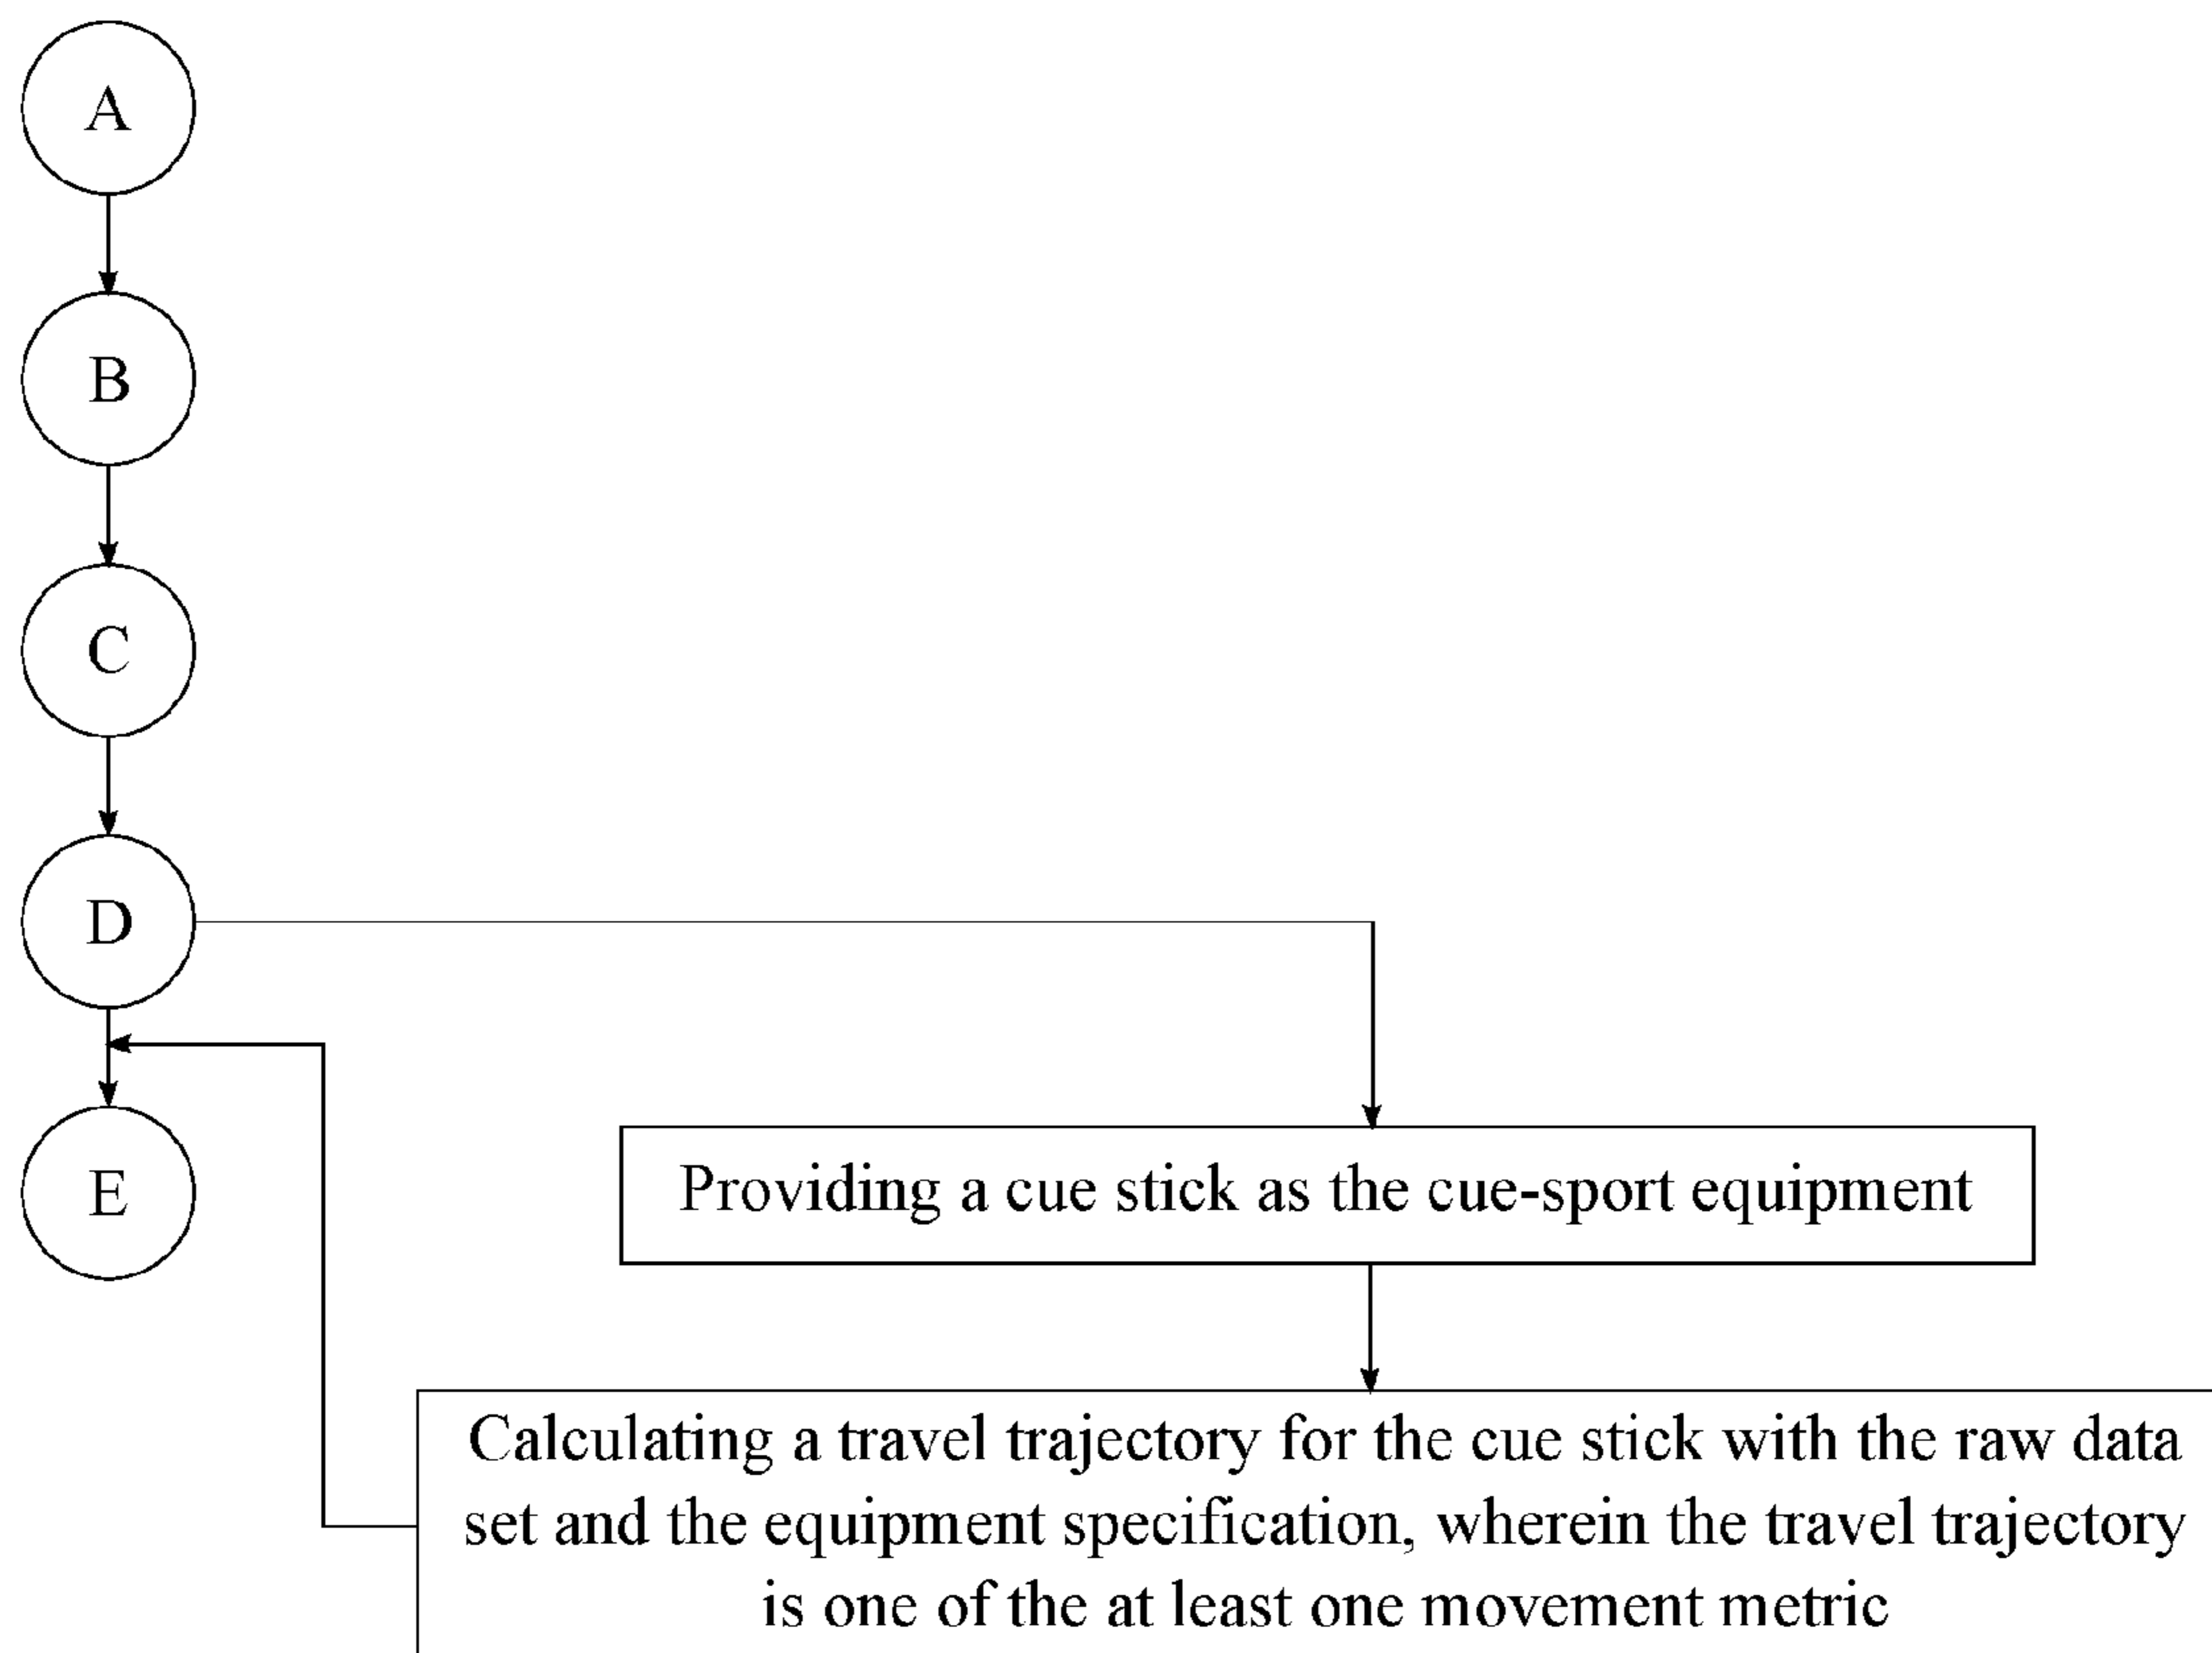 A
B
C
D
E
Providing a cue stick as the cue-sport equipment
Calculating a travel trajectory for the cue stick with the raw data
set and the equipment specification, wherein the travel trajectory
is one of the at least one movement metric